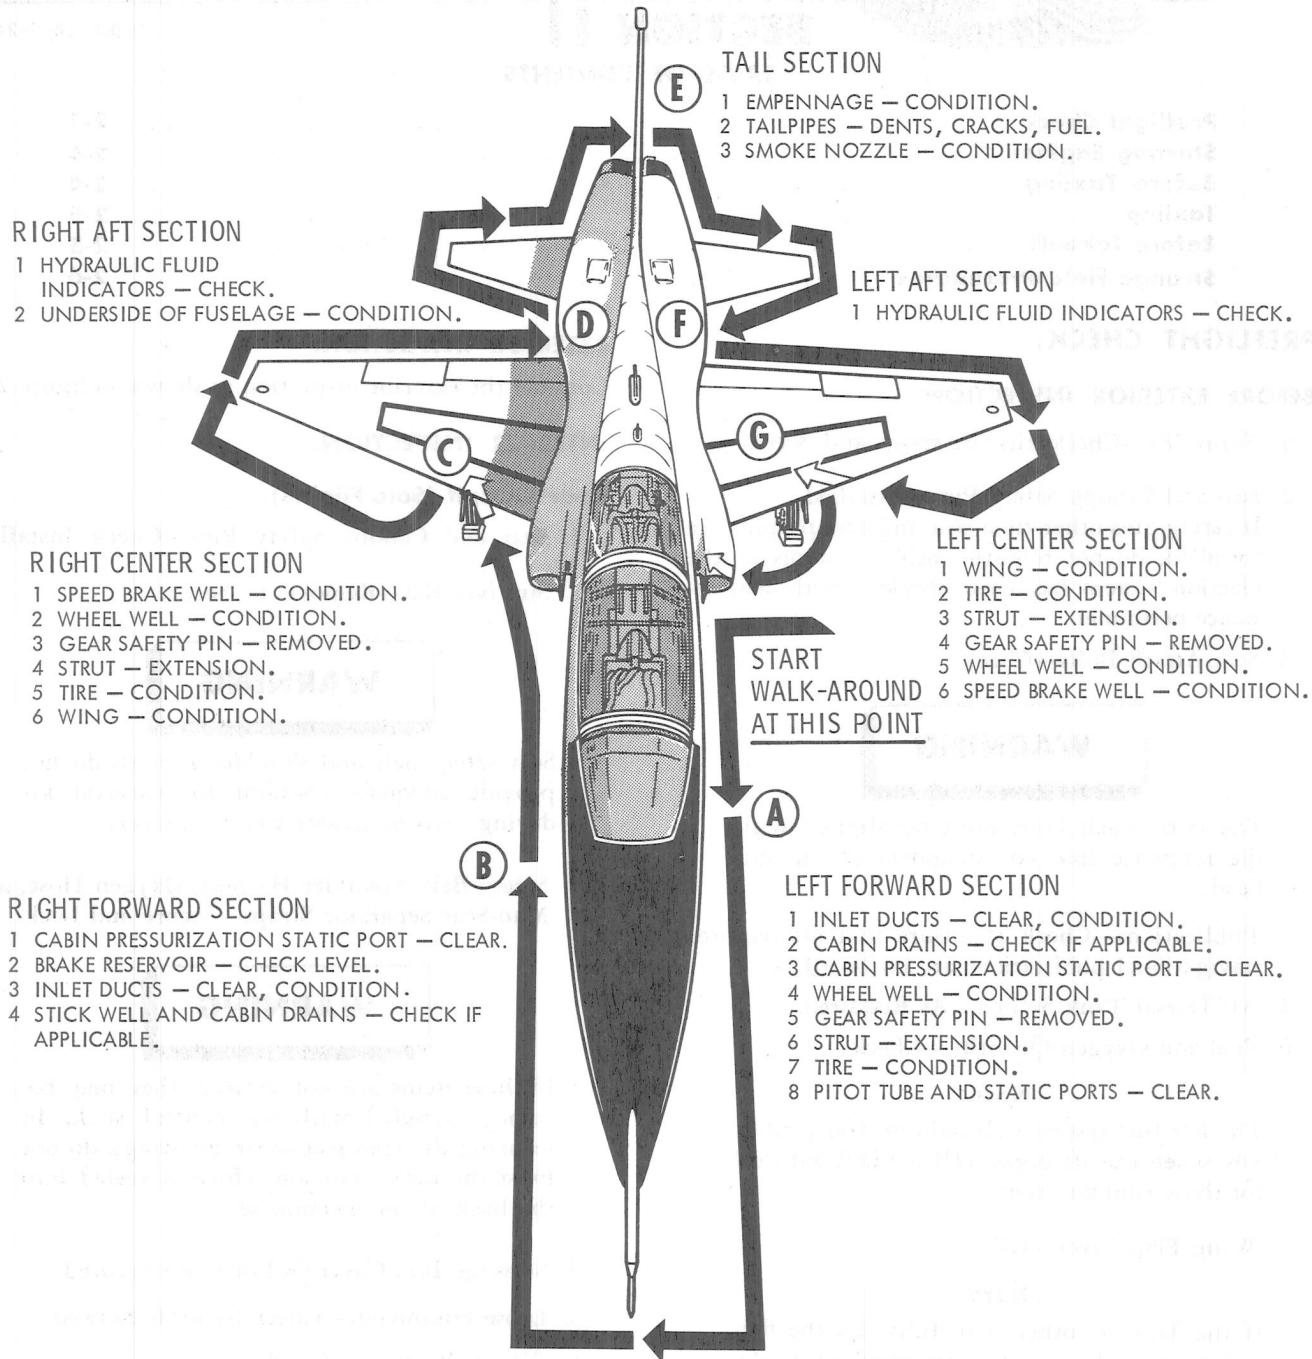 E
TAIL SECTION
1 EMPENNAGE — CONDITION.
2 TAILPIPES — DENTS, CRACKS, FUEL.
3 SMOKE NOZZLE — CONDITION.
RIGHT AFT SECTION
1 HYDRAULIC FLUID
INDICATORS — CHECK.
2 UNDERSIDE OF FUSELAGE — CONDITION.
D
F
LEFT AFT SECTION
1 HYDRAULIC FLUID INDICATORS — CHECK.
C
G
RIGHT CENTER SECTION
1 SPEED BRAKE WELL — CONDITION.
2 WHEEL WELL — CONDITION.
3 GEAR SAFETY PIN — REMOVED.
4 STRUT — EXTENSION.
5 TIRE — CONDITION.
6 WING — CONDITION.
LEFT CENTER SECTION
1 WING — CONDITION.
2 TIRE — CONDITION.
3 STRUT — EXTENSION.
4 GEAR SAFETY PIN — REMOVED.
5 WHEEL WELL — CONDITION.
6 SPEED BRAKE WELL — CONDITION.
START
WALK-AROUND
AT THIS POINT
A
B
RIGHT FORWARD SECTION
1 CABIN PRESSURIZATION STATIC PORT — CLEAR.
2 BRAKE RESERVOIR — CHECK LEVEL.
3 INLET DUCTS — CLEAR, CONDITION.
4 STICK WELL AND CABIN DRAINS — CHECK IF
APPLICABLE.
LEFT FORWARD SECTION
1 INLET DUCTS — CLEAR, CONDITION.
2 CABIN DRAINS — CHECK IF APPLICABLE.
3 CABIN PRESSURIZATION STATIC PORT — CLEAR.
4 WHEEL WELL — CONDITION.
5 GEAR SAFETY PIN — REMOVED.
6 STRUT — EXTENSION.
7 TIRE — CONDITION.
8 PITOT TUBE AND STATIC PORTS — CLEAR.